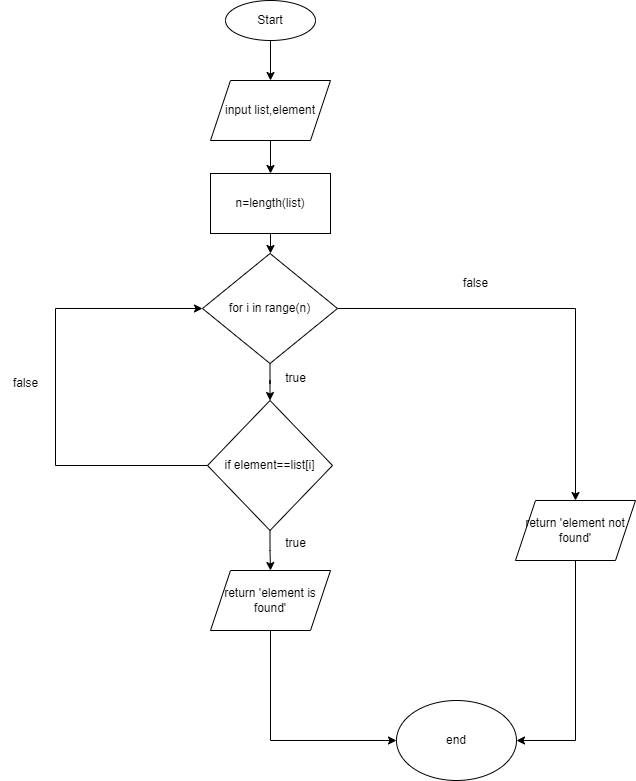 Start
input list,element
n=length(list)
for i in range(n)
false
true
false
if element==list[i]
true
return 'element is
found'
return 'element not
found'
end